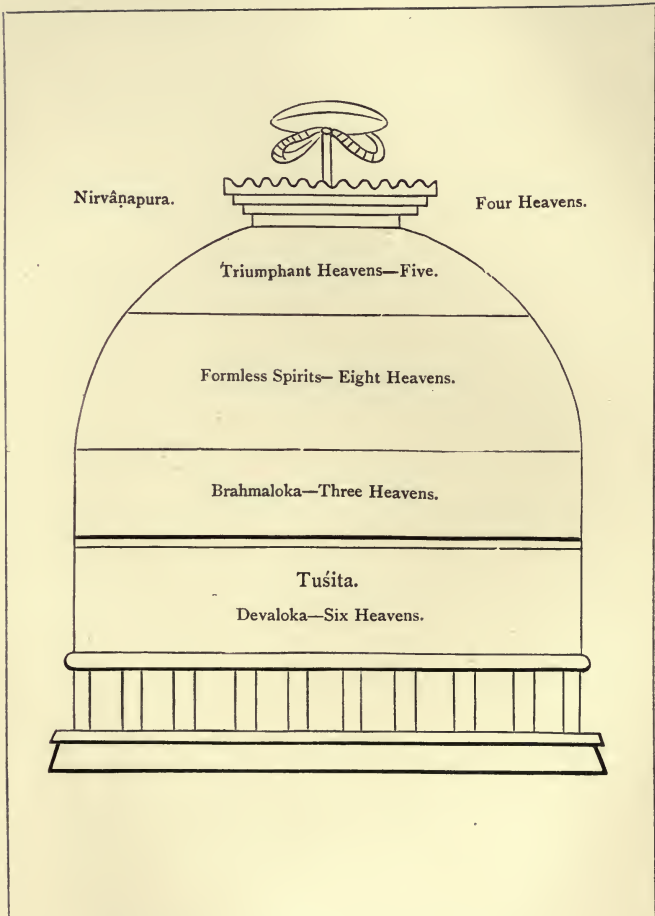 Nirvâṇapura.
Four Heavens.
Triumphant Heavens—Five.
Formless Spirits— Eight Heavens.
Brahmaloka—Three Heavens.
Tuśita.
Devaloka—Six Heavens.